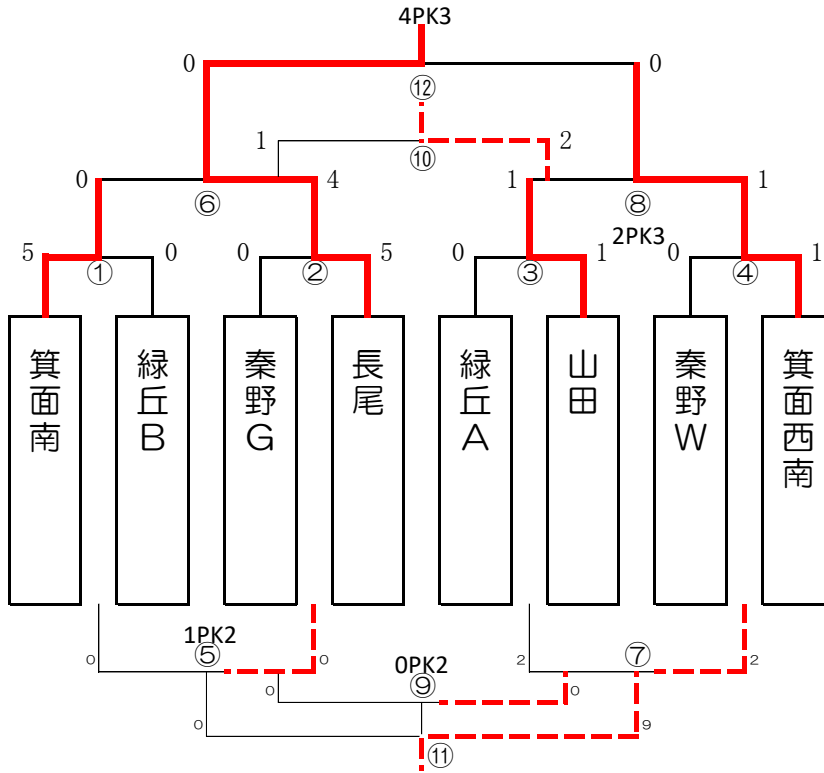 4PK3
0 0
⑫
1 2
⑩
0 4 1 1
⑥ ⑧
2PK3
5 0 0 5 0 1 0 1
① ② ③ ④
箕面南
緑丘B
秦野G
長尾
緑丘A
山田
秦野W
箕面西南
1PK2
⑤ ⑦
0 0 2 2
0PK2
⑨
0 0
0 9
⑪